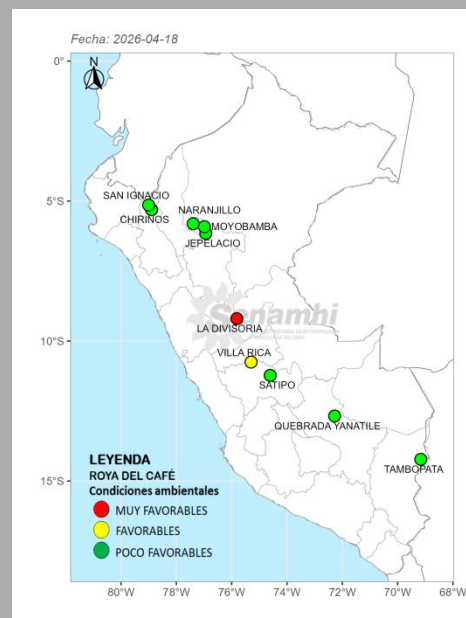 Fecha: 2026-04-18
N
0°
5°S
10°S
15°S
SAN IGNACIO
CHIRINOS
NARANJILLO
MOYOBAMBA
JEPELACIO
Senamhi
LA DIVISORIA
VILLA RICA
SATIPO
QUEBRADA YANATILE
TAMBOPATA
LEYENDA
ROYA DEL CAFÉ
Condiciones ambientales
MUY FAVORABLES
FAVORABLES
POCO FAVORABLES
80°W 78°W 76°W 74°W 72°W 70°W 68°W